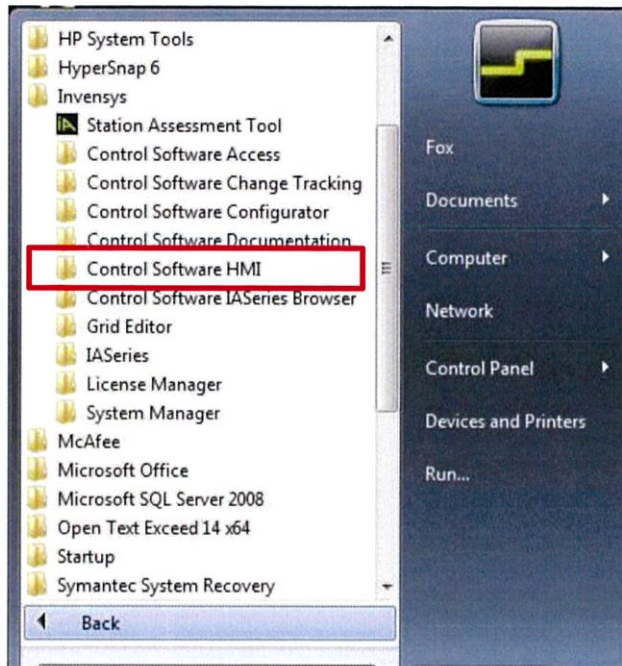 HP System Tools
HyperSnap 6
Invensys
iA Station Assessment Tool
Control Software Access
Control Software Change Tracking
Control Software Configurator
Control Software Documentation
Control Software HMI
Control Software IASeries Browser
Grid Editor
IASeries
License Manager
System Manager
McAfee
Microsoft Office
Microsoft SQL Server 2008
Open Text Exceed 14 x64
Startup
Symantec System Recovery
Back
Fox
Documents
Computer
Network
Control Panel
Devices and Printers
Run...